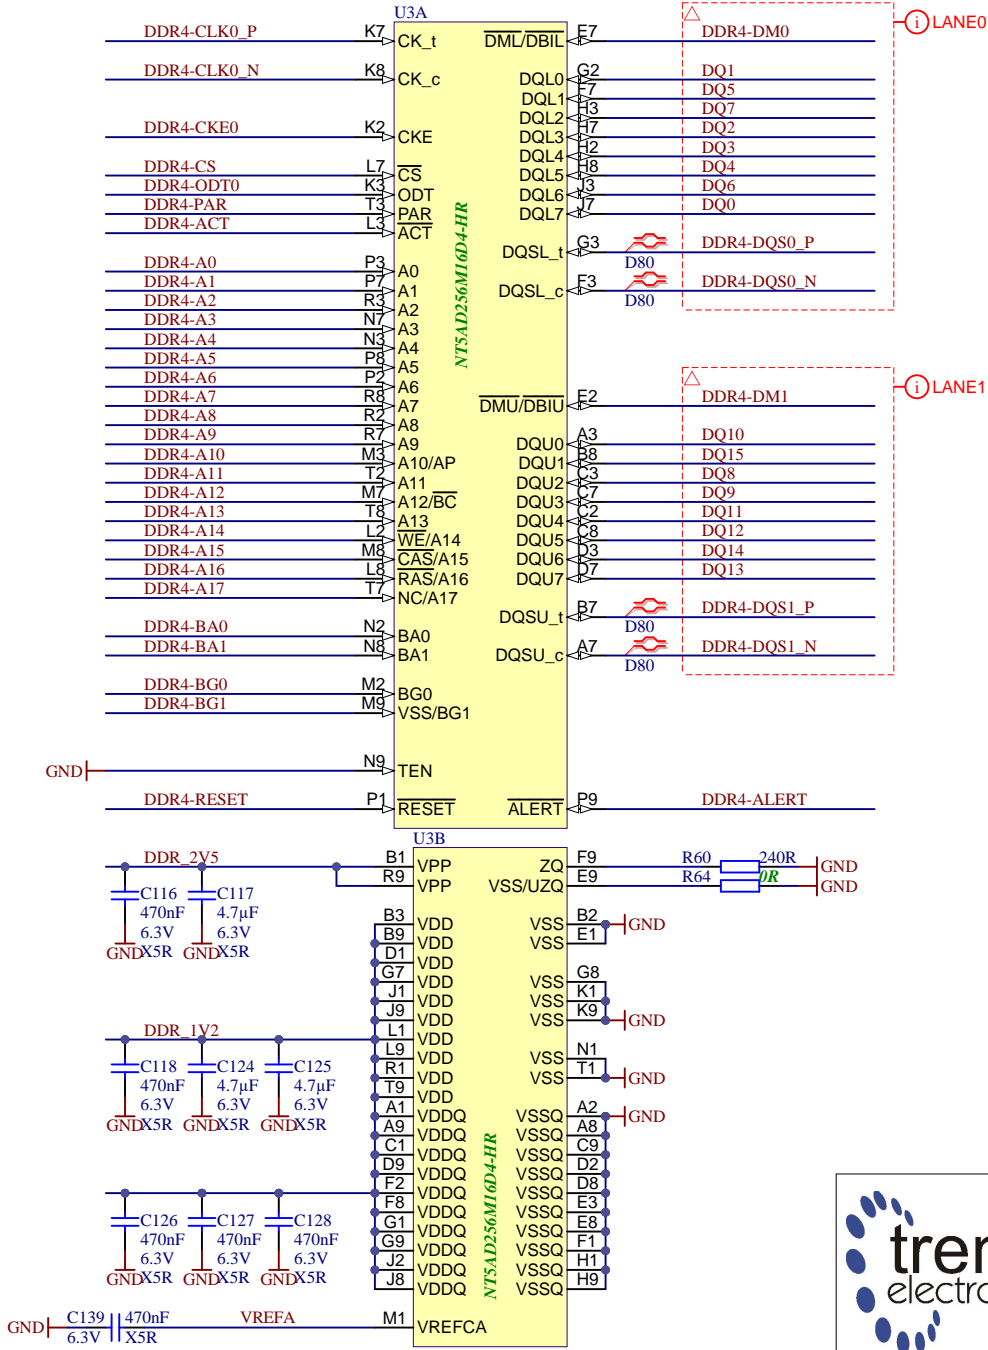 U3A
DDR4-CLK0_P K7 CK_t DML/DBIL E7 DDR4-DM0
LANE0
DDR4-CLK0_N K8 CK_c DQL0 G2 DQ1
DQL1 F7 DQ5
DQL2 H3 DQ7
DDR4-CKE0 K2 CKE DQL3 H7 DQ2
DQL4 H2 DQ3
DDR4-CS L7 CS DQL5 H8 DQ4
DDR4-ODT0 K3 ODT DQL6 J3 DQ6
DDR4-PAR T3 PAR DQL7 J7 DQ0
DDR4-ACT L3 ACT
DQSL_t G3 D80 DDR4-DQS0_P
DDR4-A0 P3 A0
DDR4-A1 P7 A1 DQSL_c F3 D80 DDR4-DQS0_N
DDR4-A2 R3 A2
DDR4-A3 N7 A3
DDR4-A4 N3 A4
DDR4-A5 P8 A5
DDR4-A6 P2 A6
LANE1
DDR4-A7 R8 A7 DMU/DBIU E2 DDR4-DM1
DDR4-A8 R2 A8
DDR4-A9 R7 A9 DQU0 A3 DQ10
DDR4-A10 M3 A10/AP DQU1 B8 DQ15
DDR4-A11 T2 A11 DQU2 C3 DQ8
DDR4-A12 M7 A12/BC DQU3 C7 DQ9
DDR4-A13 T8 A13 DQU4 C2 DQ11
DDR4-A14 L2 WE/A14 DQU5 C8 DQ12
DDR4-A15 M8 CAS/A15 DQU6 D3 DQ14
DDR4-A16 L8 RAS/A16 DQU7 D7 DQ13
DDR4-A17 T7 NC/A17
DQSU_t B7 D80 DDR4-DQS1_P
DDR4-BA0 N2 BA0
DDR4-BA1 N8 BA1 DQSU_c A7 D80 DDR4-DQS1_N
DDR4-BG0 M2 BG0
DDR4-BG1 M9 VSS/BG1
GND N9 TEN
DDR4-RESET P1 RESET ALERT P9 DDR4-ALERT
NT5AD256M16D4-HR
U3B
DDR_2V5 B1 VPP ZQ F9 R60 240R GND
R9 VPP VSS/UZQ E9 R64 0R GND
C116 470nF 6.3V X5R GND
C117 4.7µF 6.3V X5R GND
B3 VDD VSS B2 GND
B9 VDD VSS E1
D1 VDD
G7 VDD VSS G8
J1 VDD VSS K1
J9 VDD VSS K9 GND
DDR_1V2 L1 VDD
L9 VDD VSS N1
R1 VDD VSS T1 GND
T9 VDD
C118 470nF 6.3V X5R GND
C124 4.7µF 6.3V X5R GND
C125 4.7µF 6.3V X5R GND
A1 VDDQ VSSQ A2 GND
A9 VDDQ VSSQ A8
C1 VDDQ VSSQ C9
D9 VDDQ VSSQ D2
F2 VDDQ VSSQ D8
F8 VDDQ VSSQ E3
G1 VDDQ VSSQ E8
G9 VDDQ VSSQ F1
J2 VDDQ VSSQ H1
J8 VDDQ VSSQ H9
C126 470nF 6.3V X5R GND
C127 470nF 6.3V X5R GND
C128 470nF 6.3V X5R GND
GND C139 470nF 6.3V X5R VREFA M1 VREFCA
NT5AD256M16D4-HR
tren
electro